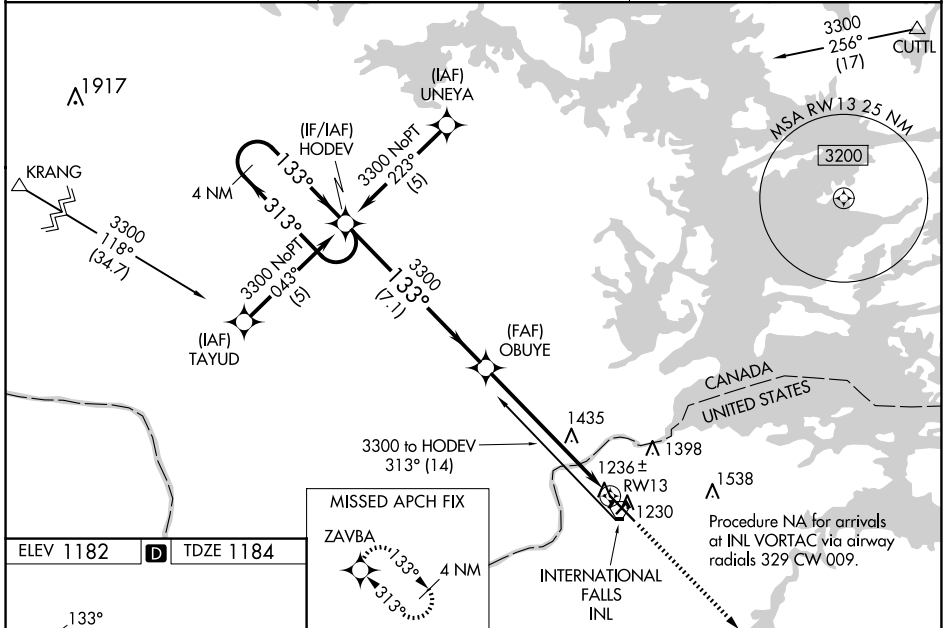 3300
256°
(17)
CUTTL
1917
(IAF)
UNEYA
MSA RW13 25 NM
3200
(IF/IAF)
HODEV
3300 NoPT
223°
(5)
133°
4 NM
313°
KRANG
3300
118°
(34.7)
3300 NoPT
043°
(5)
3300
133°
(7.1)
(IAF)
TAYUD
(FAF)
OBUYE
CANADA
UNITED STATES
1435
1398
3300 to HODEV
313° (14)
1236±
RW13
1538
1230
MISSED APCH FIX
ZAVBA
133°
4 NM
313°
Procedure NA for arrivals
at INL VORTAC via airway
radials 329 CW 009.
INTERNATIONAL
FALLS
INL
ELEV 1182 D TDZE 1184
133°